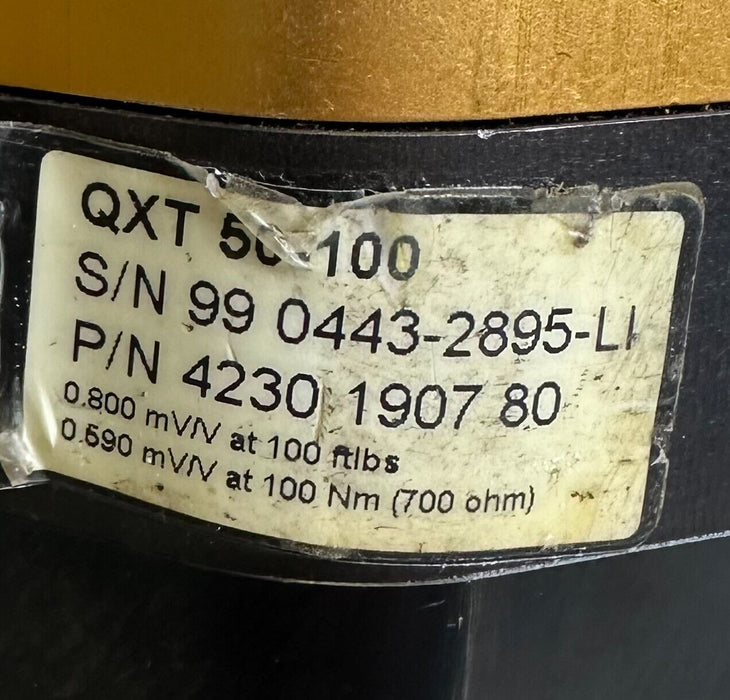 QXT 50-100
S/N 99 0443-2895-LI
P/N 4230 1907 80
0.800 mV/V at 100 ftlbs
0.590 mV/V at 100 Nm (700 ohm)